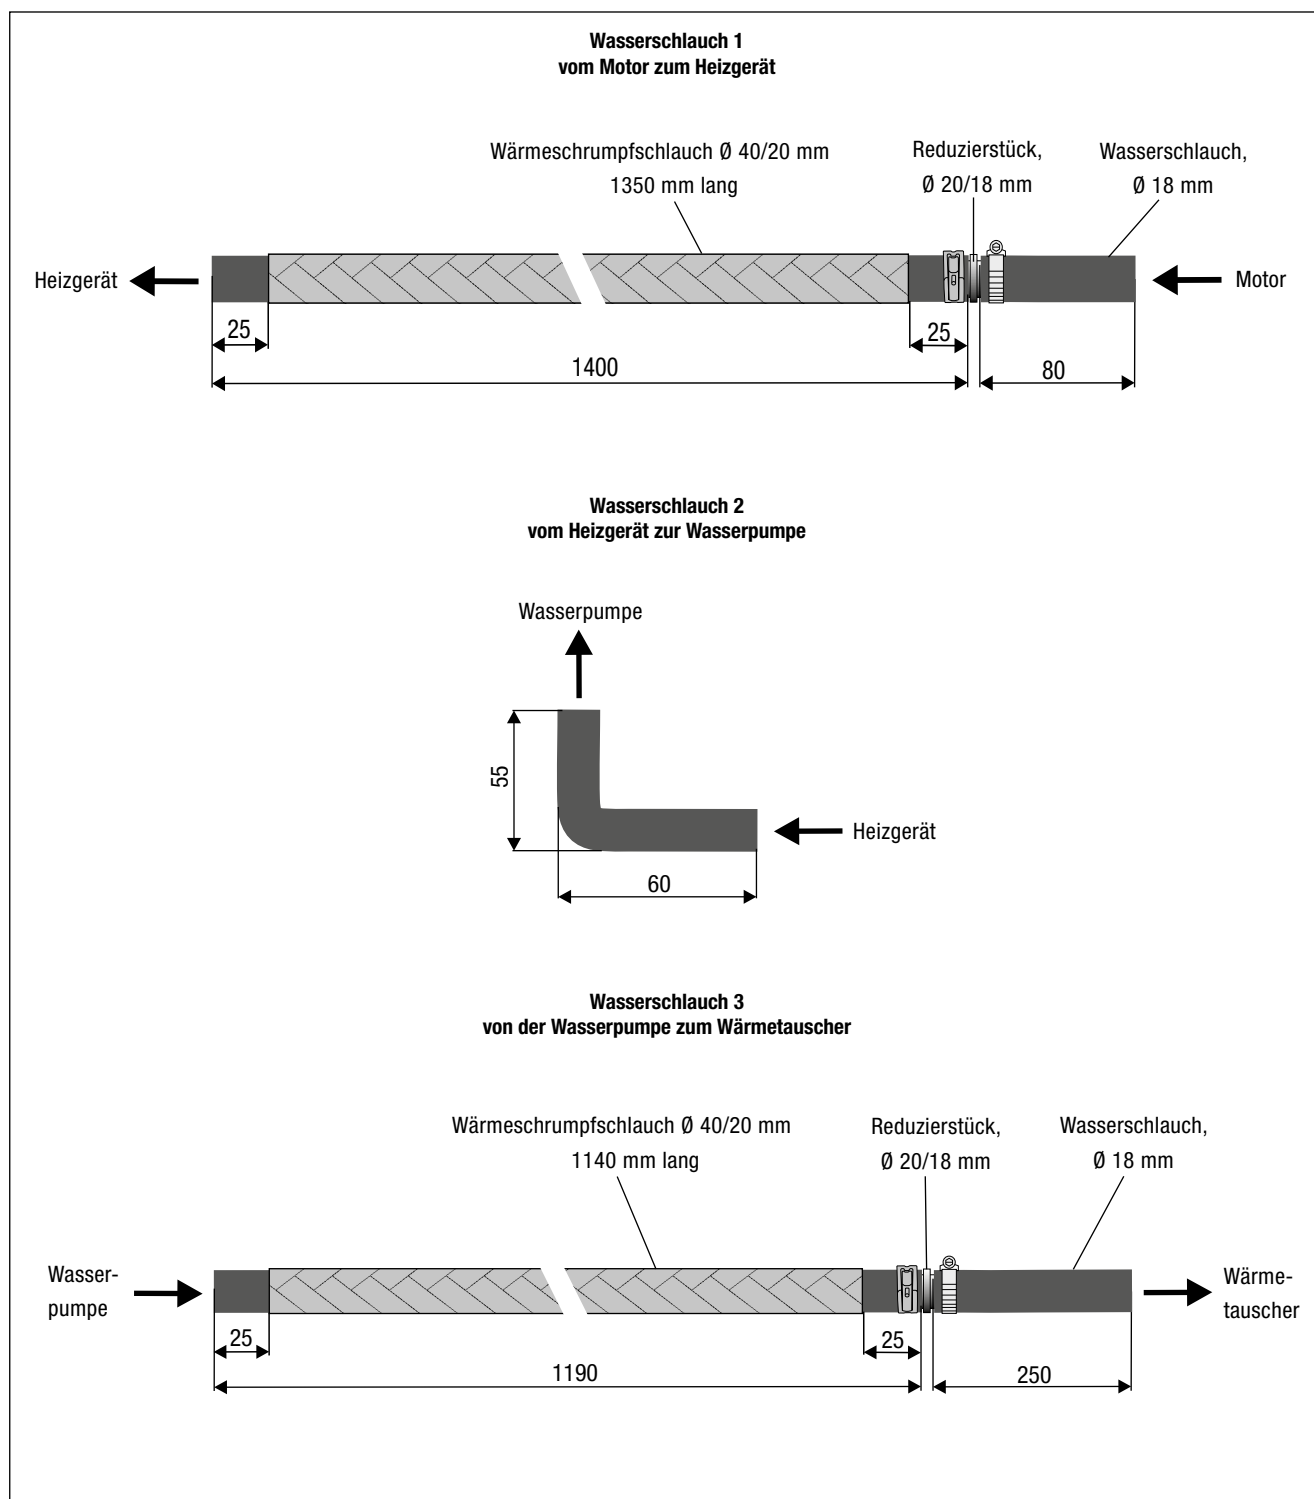 Wasserschlauch 1
vom Motor zum Heizgerät
Wärmeschrumpfschlauch Ø 40/20 mm
1350 mm lang
Reduzierstück,
Ø 20/18 mm
Wasserschlauch,
Ø 18 mm
Heizgerät
Motor
25
25
1400
80
Wasserschlauch 2
vom Heizgerät zur Wasserpumpe
Wasserpumpe
55
Heizgerät
60
Wasserschlauch 3
von der Wasserpumpe zum Wärmetauscher
Wärmeschrumpfschlauch Ø 40/20 mm
1140 mm lang
Reduzierstück,
Ø 20/18 mm
Wasserschlauch,
Ø 18 mm
Wasser-
pumpe
Wärme-
tauscher
25
25
1190
250